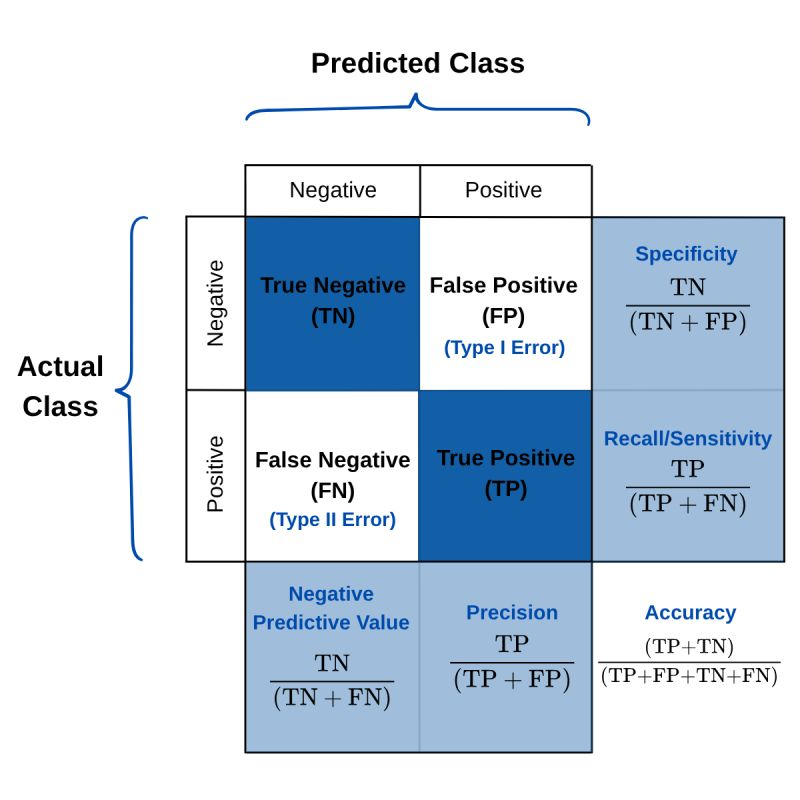 Predicted Class
Negative
Positive
Actual
Class
Negative
True Negative
(TN)
False Positive
(FP)
(Type I Error)
Specificity
TN
(TN + FP)
Positive
False Negative
(FN)
(Type II Error)
True Positive
(TP)
Recall/Sensitivity
TP
(TP + FN)
Negative
Predictive Value
TN
(TN + FN)
Precision
TP
(TP + FP)
Accuracy
(TP+TN)
(TP+FP+TN+FN)